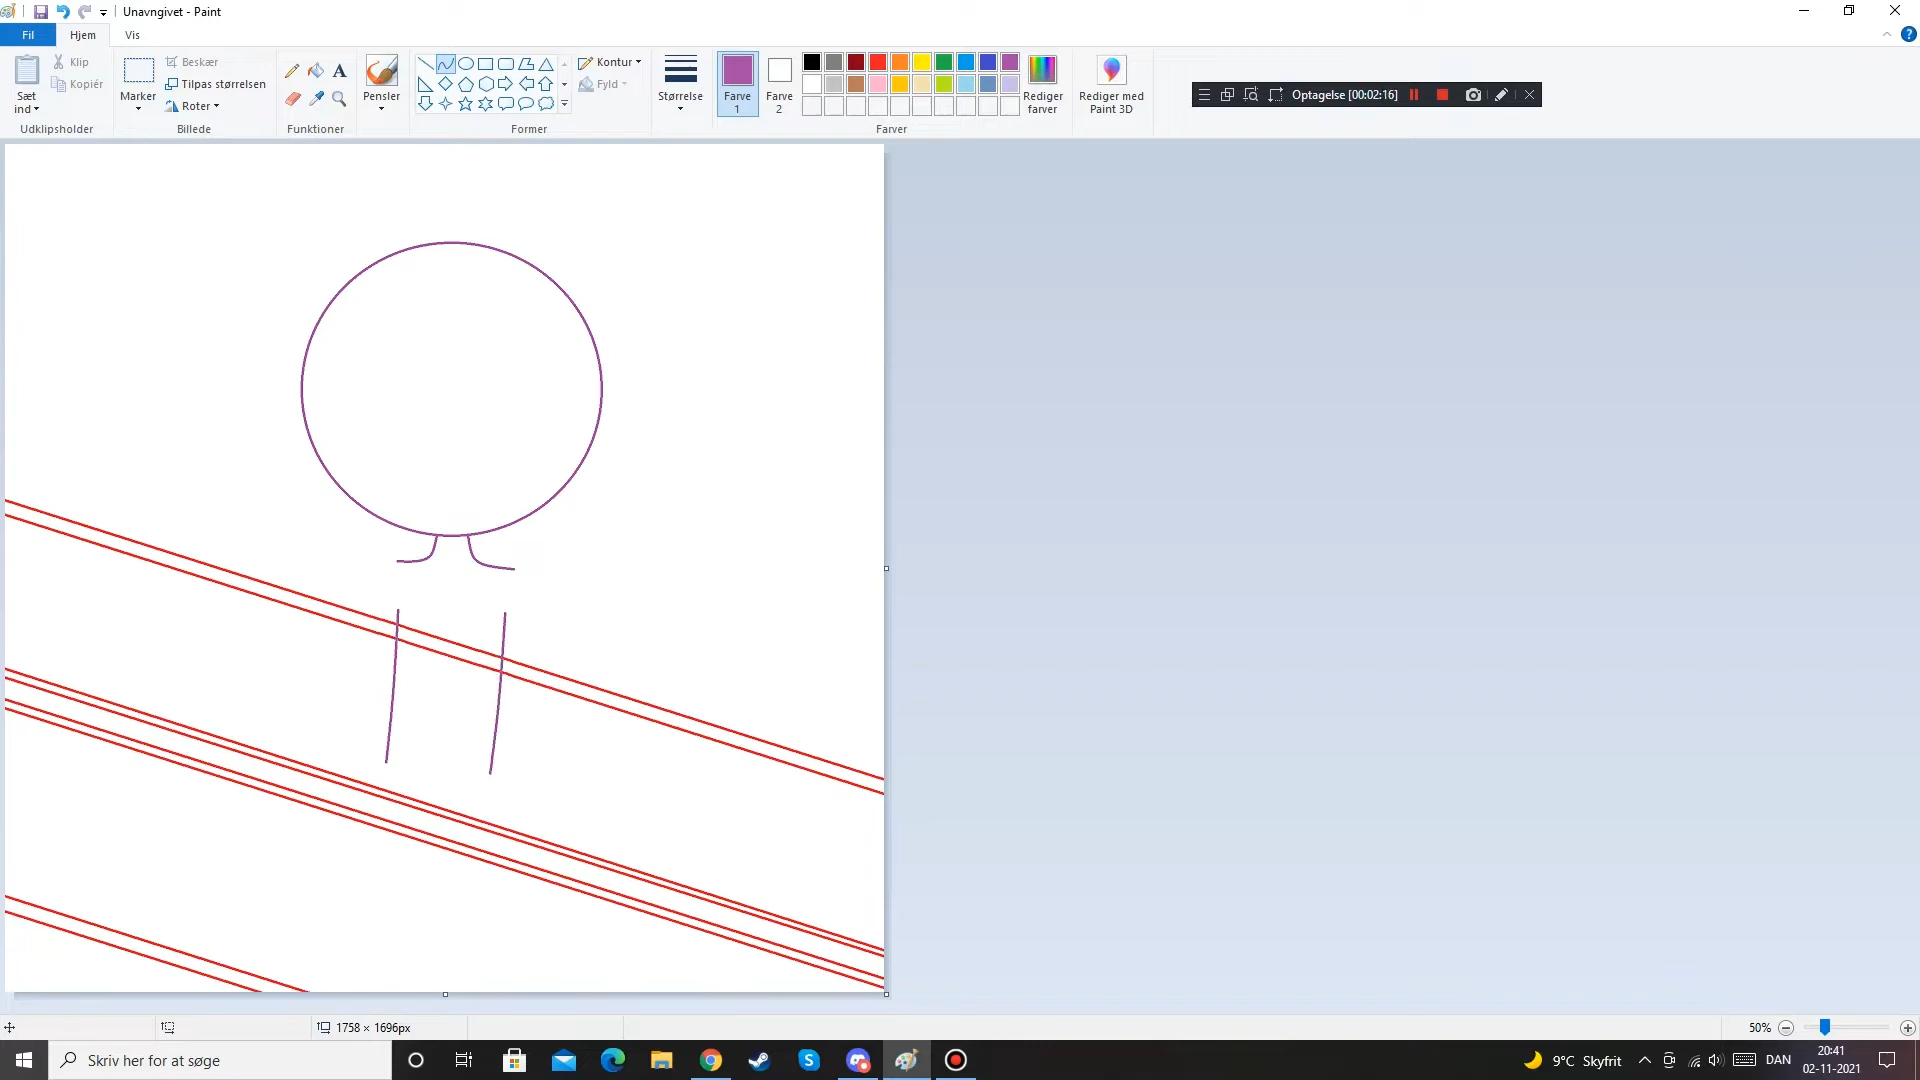 Unavngivet - Paint
Fil Hjem Vis
Sæt ind
Klip
Kopiér
Udklipsholder
Marker
Beskær
Tilpas størrelsen
Roter
Billede
A
Funktioner
Pensler
Kontur
Fyld
Former
Størrelse
Farve 1
Farve 2
Rediger farver
Farver
Rediger med Paint 3D
Optagelse [00:02:16]
1758 × 1696px
50%
Skriv her for at søge
9°C Skyfrit
DAN
20:41
02-11-2021